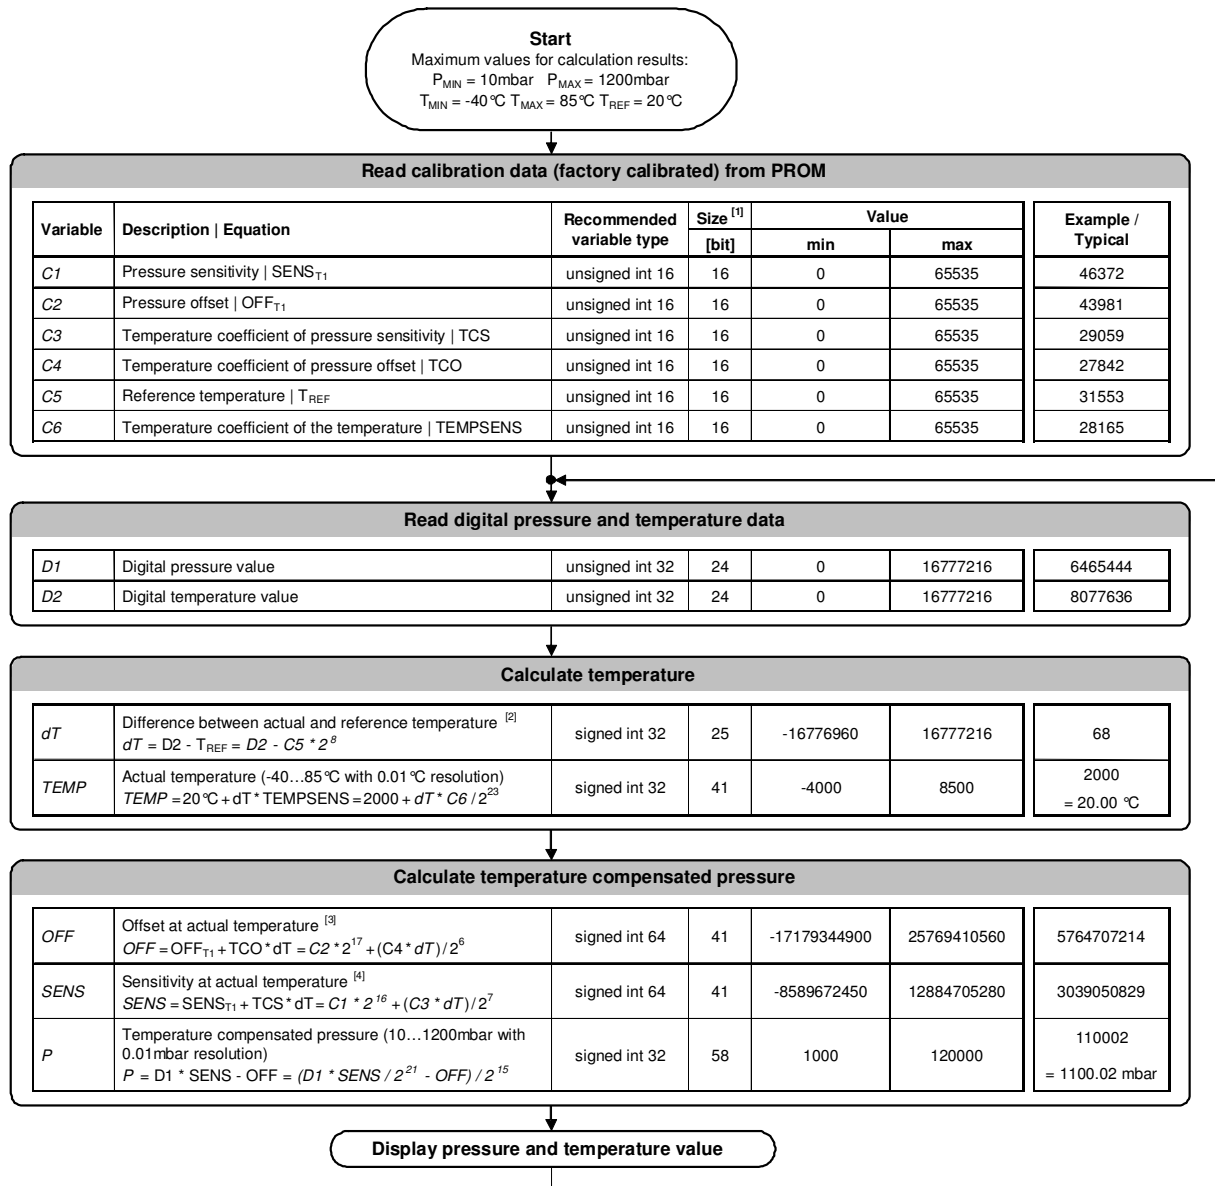 Start
Maximum values for calculation results:
P_MIN = 10mbar P_MAX = 1200mbar
T_MIN = -40°C T_MAX = 85°C T_REF = 20°C
Read calibration data (factory calibrated) from PROM
Variable | Description | Equation | Recommended variable type | Size [1] [bit] | Value min | max | Example / Typical
C1 Pressure sensitivity | SENS_T1 unsigned int 16 16 0 65535 46372
C2 Pressure offset | OFF_T1 unsigned int 16 16 0 65535 43981
C3 Temperature coefficient of pressure sensitivity | TCS unsigned int 16 16 0 65535 29059
C4 Temperature coefficient of pressure offset | TCO unsigned int 16 16 0 65535 27842
C5 Reference temperature | T_REF unsigned int 16 16 0 65535 31553
C6 Temperature coefficient of the temperature | TEMPSENS unsigned int 16 16 0 65535 28165
Read digital pressure and temperature data
D1 Digital pressure value unsigned int 32 24 0 16777216 6465444
D2 Digital temperature value unsigned int 32 24 0 16777216 8077636
Calculate temperature
dT Difference between actual and reference temperature [2]
dT = D2 - T_REF = D2 - C5 * 2^8 signed int 32 25 -16776960 16777216 68
TEMP Actual temperature (-40…85°C with 0.01°C resolution)
TEMP = 20°C + dT * TEMPSENS = 2000 + dT * C6 / 2^23 signed int 32 41 -4000 8500 2000
= 20.00 °C
Calculate temperature compensated pressure
OFF Offset at actual temperature [3]
OFF = OFF_T1 + TCO * dT = C2 * 2^17 + (C4 * dT) / 2^6 signed int 64 41 -17179344900 25769410560 5764707214
SENS Sensitivity at actual temperature [4]
SENS = SENS_T1 + TCS * dT = C1 * 2^16 + (C3 * dT) / 2^7 signed int 64 41 -8589672450 12884705280 3039050829
P Temperature compensated pressure (10…1200mbar with
0.01mbar resolution)
P = D1 * SENS - OFF = (D1 * SENS / 2^21 - OFF) / 2^15 signed int 32 58 1000 120000 110002
= 1100.02 mbar
Display pressure and temperature value